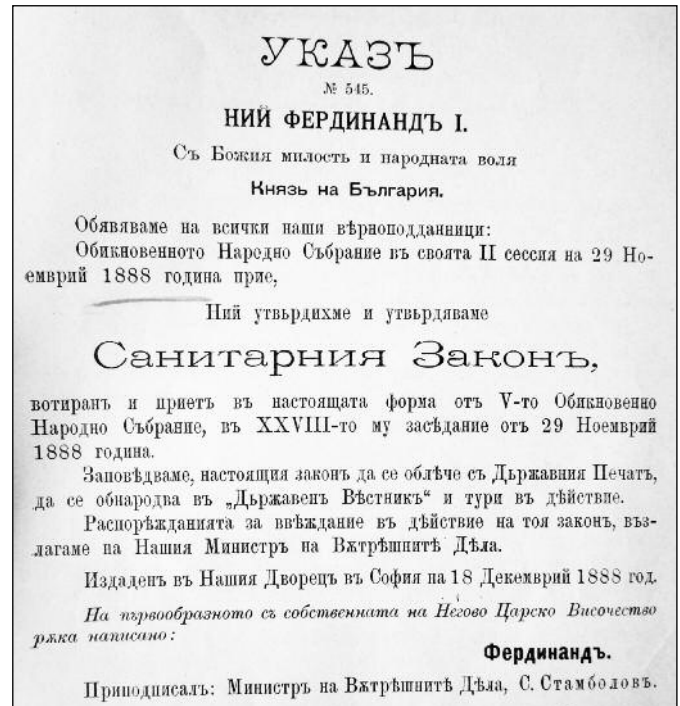 УКАЗЪ
№ 545.
НИЙ ФЕРДИНАНДЪ I.
Съ Божия милость и народната воля
Князь на България.
Обявяваме на всички наши вѣрноподданници:
Обикновенното Народно Събрание въ своята II сессия на 29 Но-
емврий 1888 година прие,
Ний утвърдихме и утвърдяваме
Санитарния Законъ,
вотиранъ и приетъ въ настоящата форма отъ V-то Обикновенно
Народно Събрание, въ XXVIII-то му засѣдание отъ 29 Ноемврий
1888 година.
Заповѣдваме, настоящия законъ да се облѣче съ Държавния Печатъ,
да се обнародва въ „Държавенъ Вѣстникъ“ и тури въ дѣйствие.
Распорѣжданията за ввѣждание въ дѣйствие на тоя законъ, въз-
лагаме на Нашия Министръ на Вѫтрѣшнитѣ Дѣла.
Издаденъ въ Нашия Дворецъ въ София на 18 Декемврий 1888 год.
На първообразното съ собственната на Негово Царско Височество
рѫка написано:
Фердинандъ.
Приподписалъ: Министръ на Вѫтрѣшнитѣ Дѣла, С. Стамболовъ.